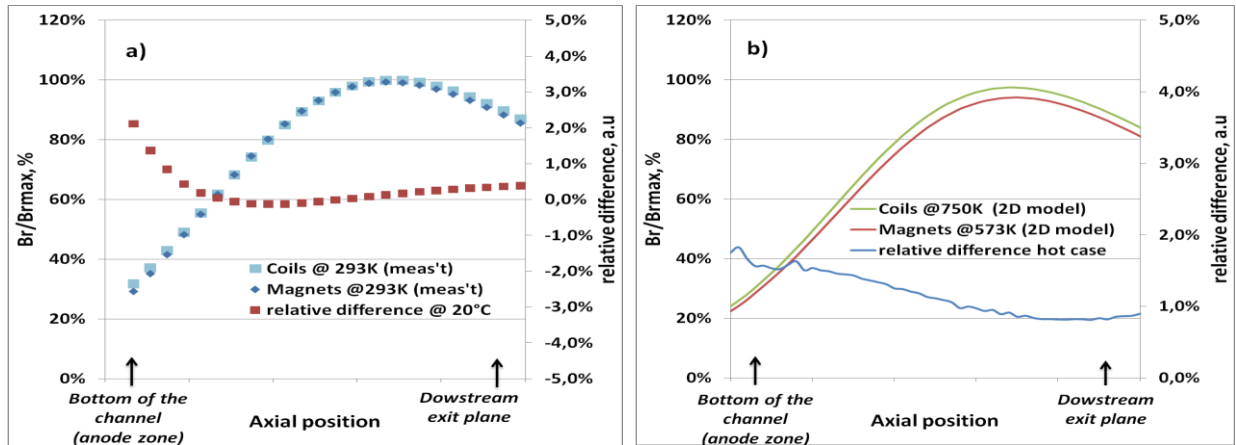 a)
120%
100%
80%
60%
40%
20%
0%
Br/Brmax, %
5,0%
4,0%
3,0%
2,0%
1,0%
0,0%
-1,0%
-2,0%
-3,0%
-4,0%
-5,0%
relative difference, a.u
Coils @ 293K (meas't)
Magnets @293K (meas't)
relative difference @ 20°C
Bottom of the
channel
(anode zone)
Axial position
Dowstream
exit plane
b)
120%
100%
80%
60%
40%
20%
0%
Br/Brmax, %
5,0%
4,0%
3,0%
2,0%
1,0%
0,0%
relative difference, a.u
Coils @750K (2D model)
Magnets @573K (2D model)
relative difference hot case
Bottom of the
channel
(anode zone)
Axial position
Dowstream
exit plane